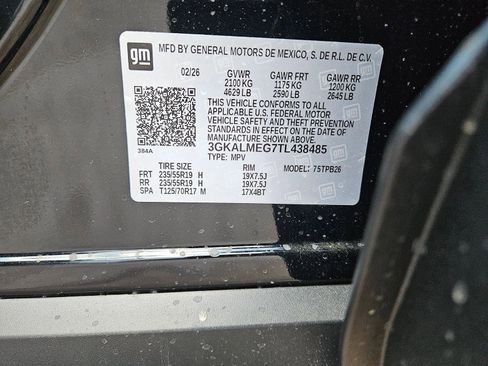 gm
MFD BY GENERAL MOTORS DE MEXICO, S. DE R.L. DE C.V.
02/26 GVWR GAWR FRT GAWR RR
2100 KG 1175 KG 1200 KG
4629 LB 2590 LB 2645 LB
THIS VEHICLE CONFORMS TO ALL
APPLICABLE U.S. FEDERAL MOTOR
VEHICLE SAFETY AND THEFT PREVENTION
STANDARDS IN EFFECT ON THE DATE OF
MANUFACTURE SHOWN ABOVE.
384A 3GKALMEG7TL438485
TYPE: MPV MODEL: 75TPB26
TIRE SIZE RIM
FRT 235/55R19 H 19X7.5J
RR 235/55R19 H 19X7.5J
SPA T125/70R17 M 17X4BT